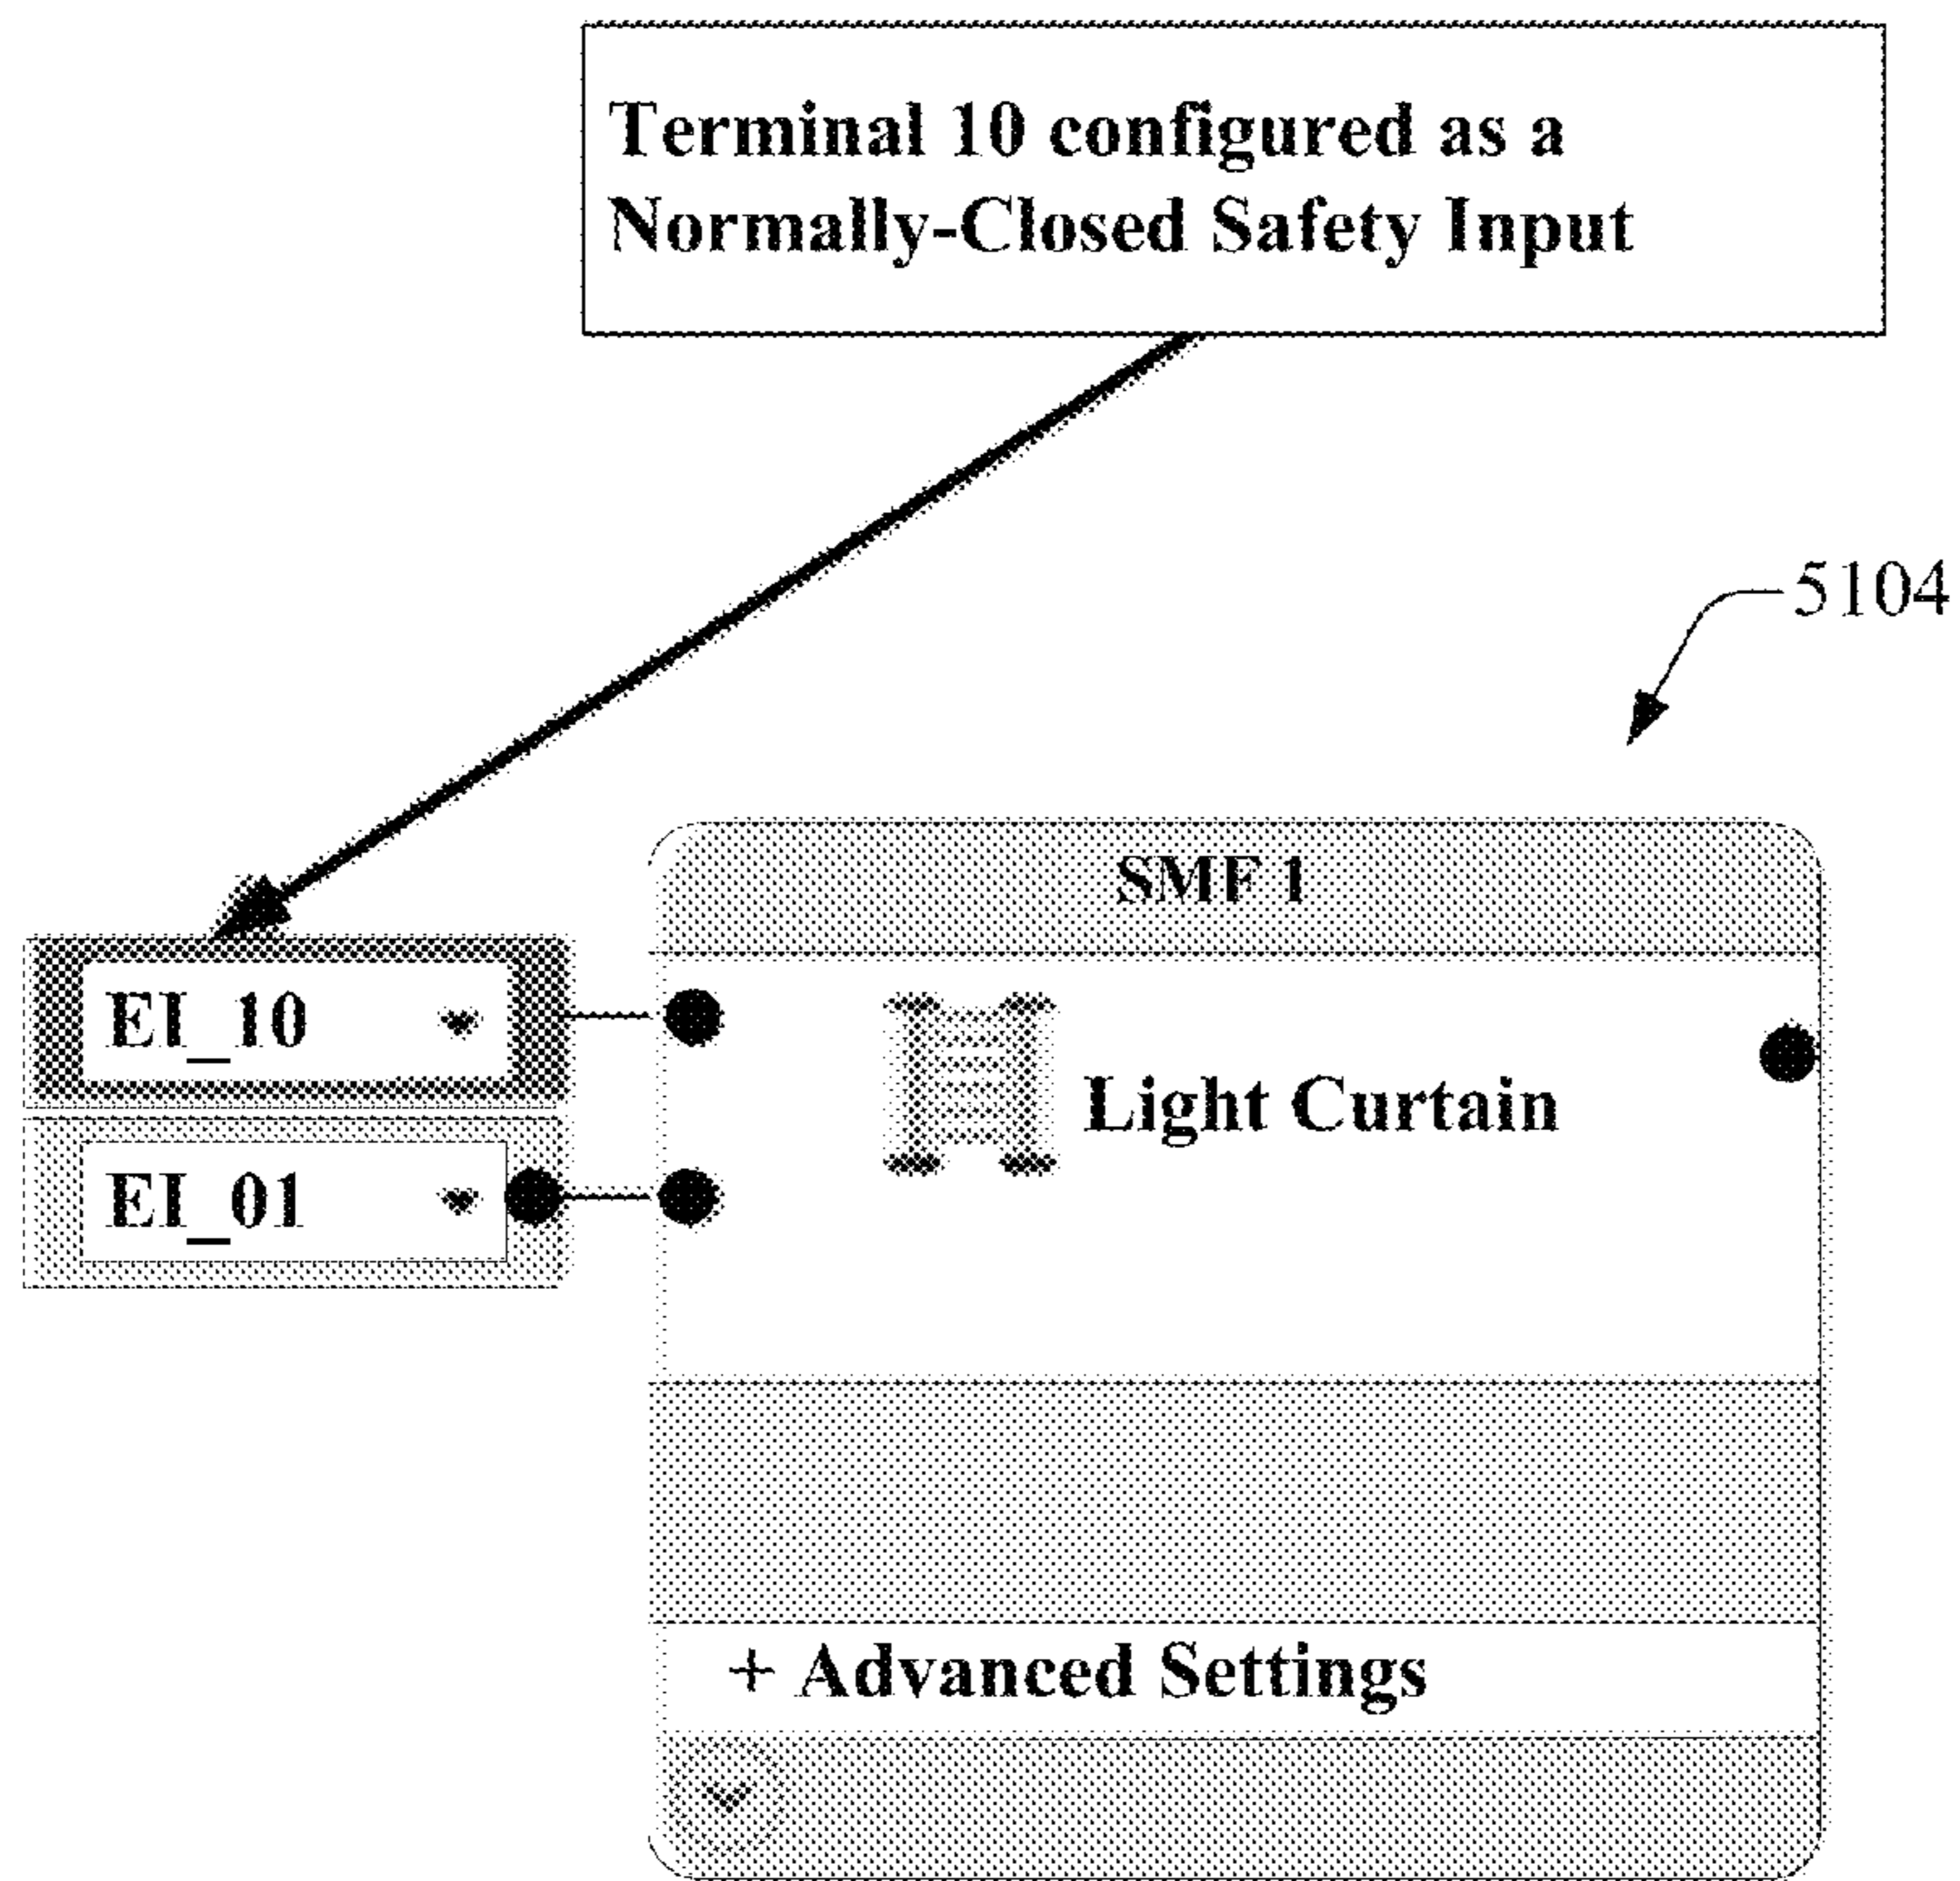 Terminal 10 configured as a
Normally-Closed Safety Input
5104
SMF 1
EI_10
Light Curtain
EI_01
+ Advanced Settings